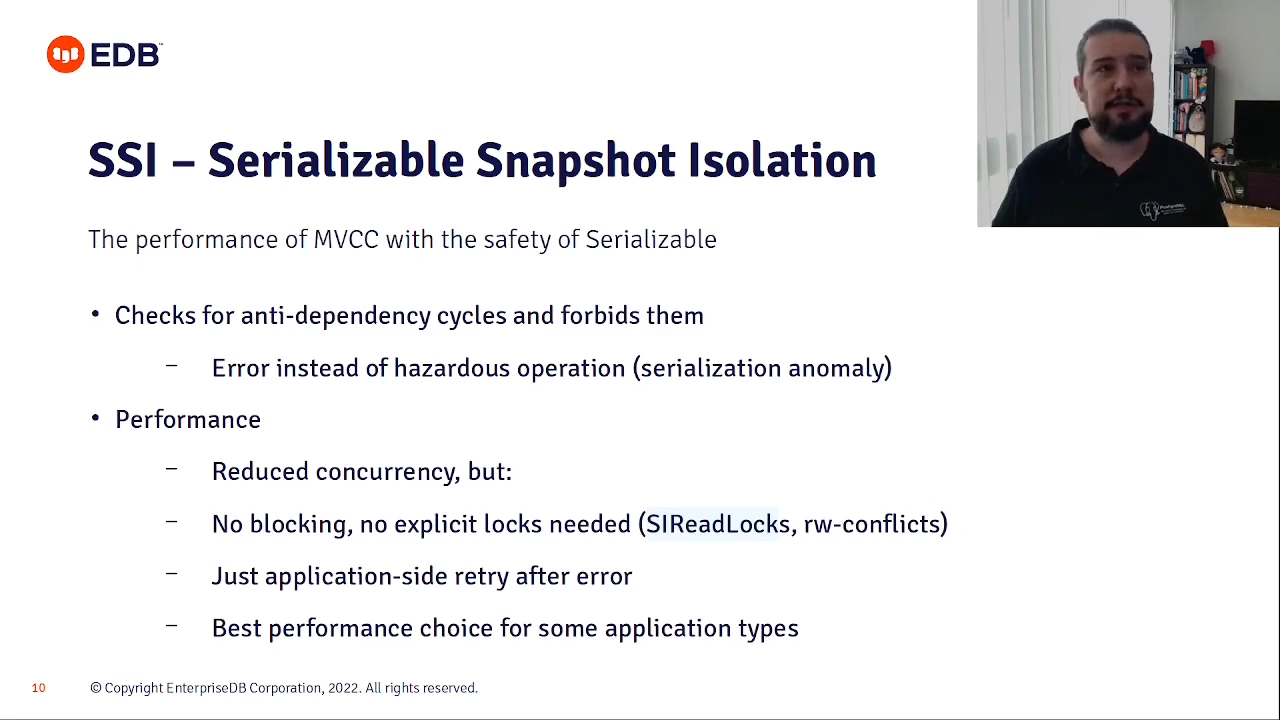 EDB™
SSI – Serializable Snapshot Isolation
The performance of MVCC with the safety of Serializable
• Checks for anti-dependency cycles and forbids them
– Error instead of hazardous operation (serialization anomaly)
• Performance
– Reduced concurrency, but:
– No blocking, no explicit locks needed (SIReadLocks, rw-conflicts)
– Just application-side retry after error
– Best performance choice for some application types
10 © Copyright EnterpriseDB Corporation, 2022. All rights reserved.